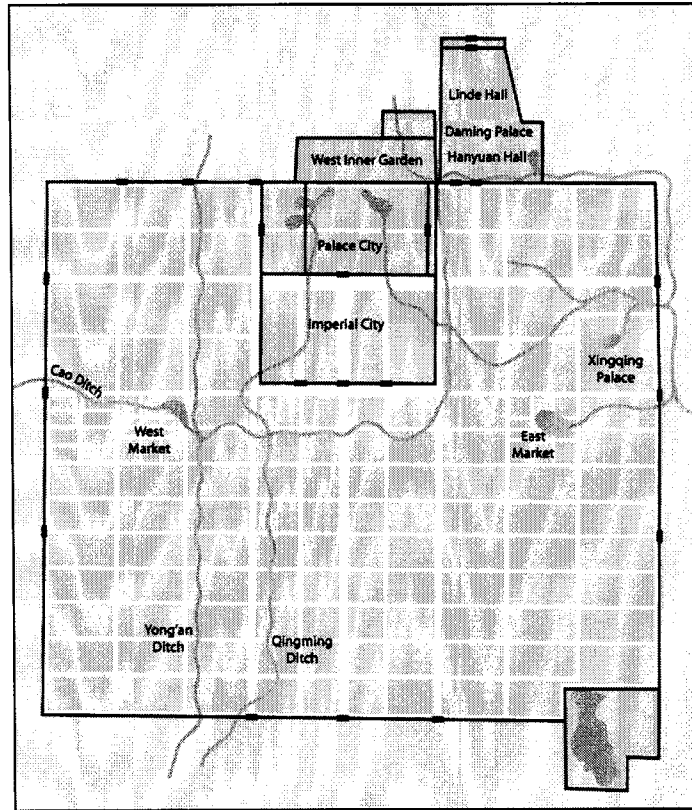 Linde Hall
Daming Palace
Hanyuan Hall
West Inner Garden
Palace City
Imperial City
Xingqing
Palace
Cao Ditch
West
Market
East
Market
Yong'an
Ditch
Qingming
Ditch